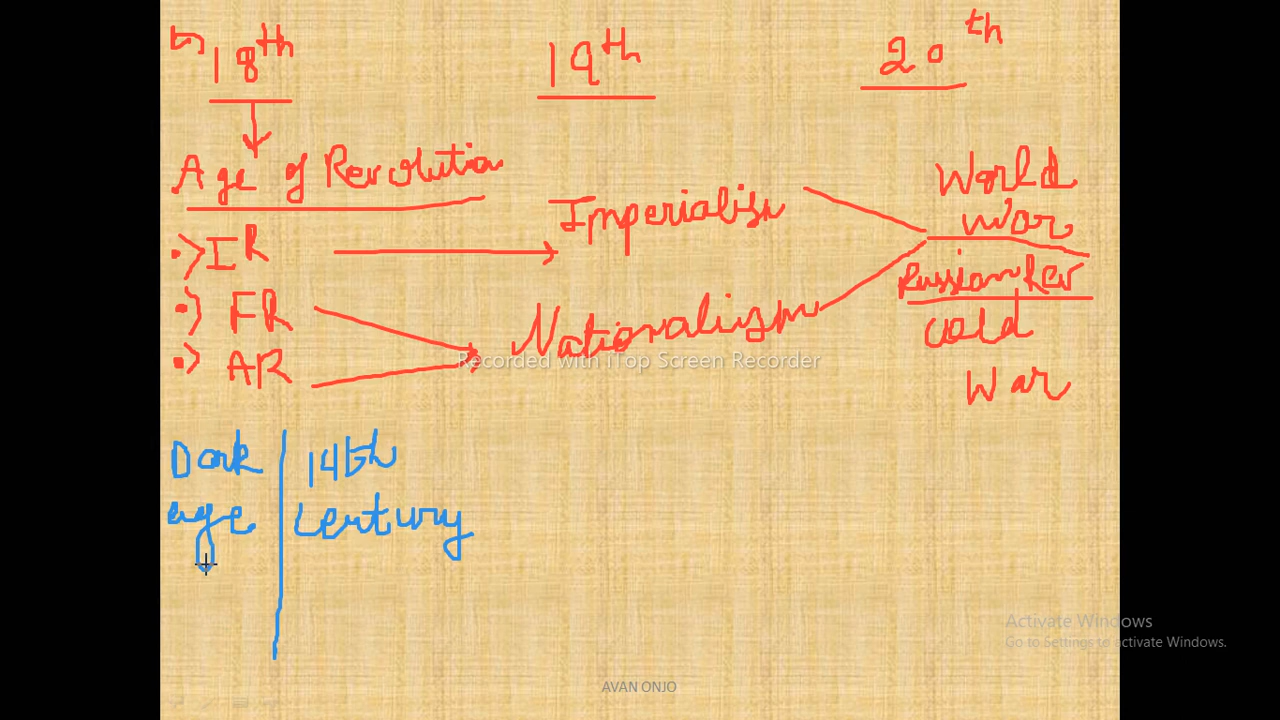 18th
19th
20th
Age of Revolution
IR
FR
AR
Imperialism
Nationalizm
World
War
Russian Rev
Cold
War
Recorded with iTop Screen Recorder
Dark
age
14th
Century
Activate Windows
Go to Settings to activate Windows.
AVAN ONJO